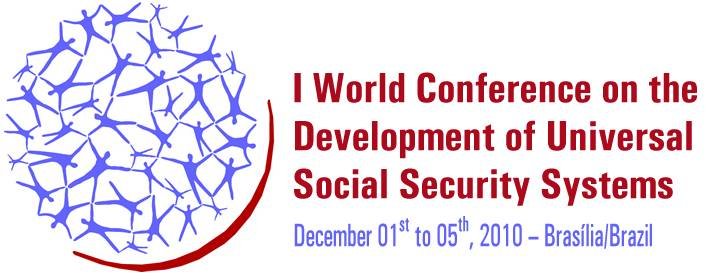 I World Conference on the
Development of Universal
Social Security Systems
December 01st to 05th, 2010 – Brasília/Brazil